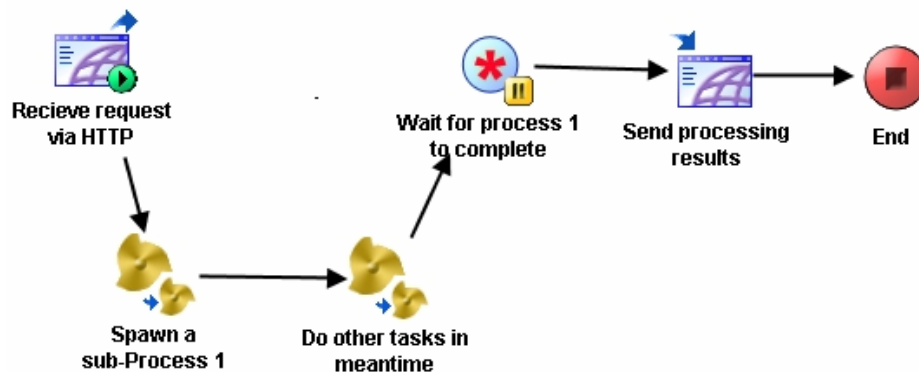 Recieve request
via HTTP
Wait for process 1
to complete
Send processing
results
End
Spawn a
sub-Process 1
Do other tasks in
meantime